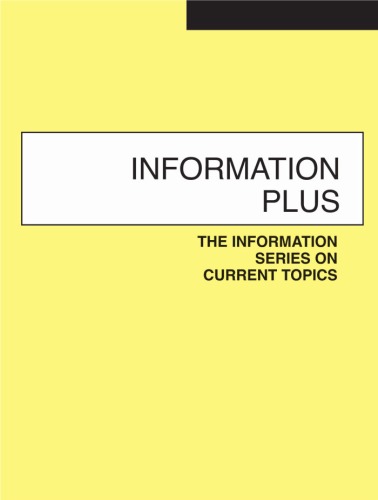 INFORMATION
PLUS
THE INFORMATION
SERIES ON
CURRENT TOPICS